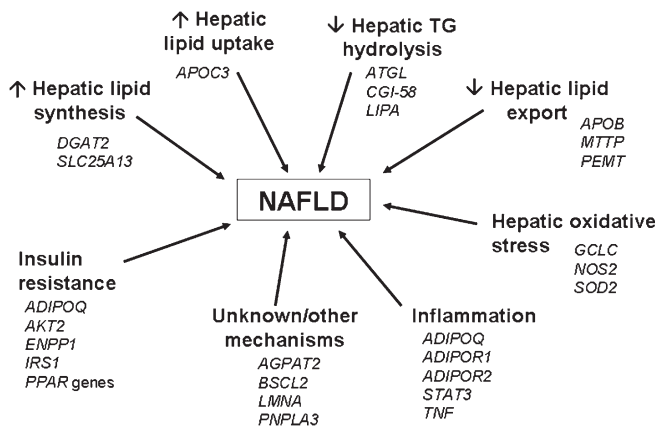 ↑ Hepatic
lipid uptake
APOC3
↓ Hepatic TG
hydrolysis
ATGL
CGI-58
LIPA
↑ Hepatic lipid
synthesis
DGAT2
SLC25A13
↓ Hepatic lipid
export
APOB
MTTP
PEMT
NAFLD
Hepatic oxidative
stress
GCLC
NOS2
SOD2
Insulin
resistance
ADIPOQ
AKT2
ENPP1
IRS1
PPAR genes
Unknown/other
mechanisms
AGPAT2
BSCL2
LMNA
PNPLA3
Inflammation
ADIPOQ
ADIPOR1
ADIPOR2
STAT3
TNF